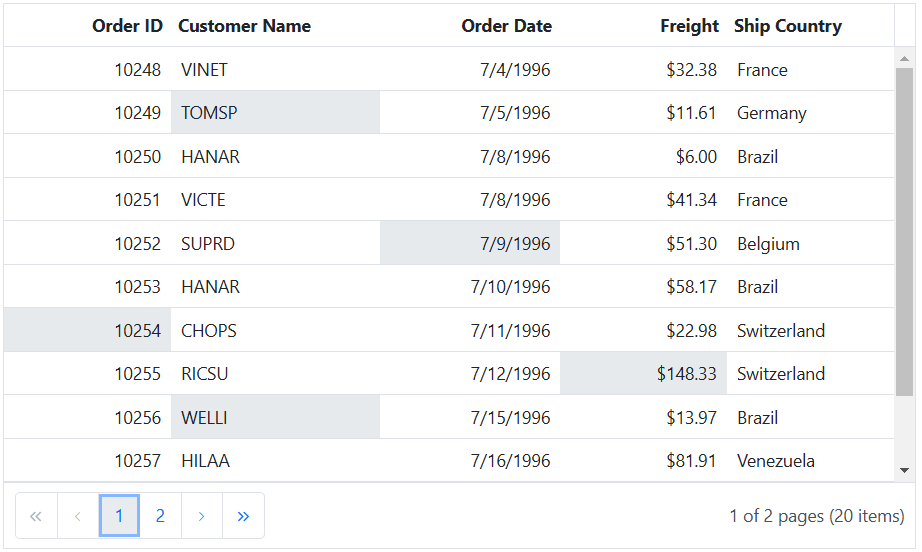 Order ID Customer Name Order Date Freight Ship Country
10248 VINET 7/4/1996 $32.38 France
10249 TOMSP 7/5/1996 $11.61 Germany
10250 HANAR 7/8/1996 $6.00 Brazil
10251 VICTE 7/8/1996 $41.34 France
10252 SUPRD 7/9/1996 $51.30 Belgium
10253 HANAR 7/10/1996 $58.17 Brazil
10254 CHOPS 7/11/1996 $22.98 Switzerland
10255 RICSU 7/12/1996 $148.33 Switzerland
10256 WELLI 7/15/1996 $13.97 Brazil
10257 HILAA 7/16/1996 $81.91 Venezuela
« ‹ 1 2 › » 1 of 2 pages (20 items)